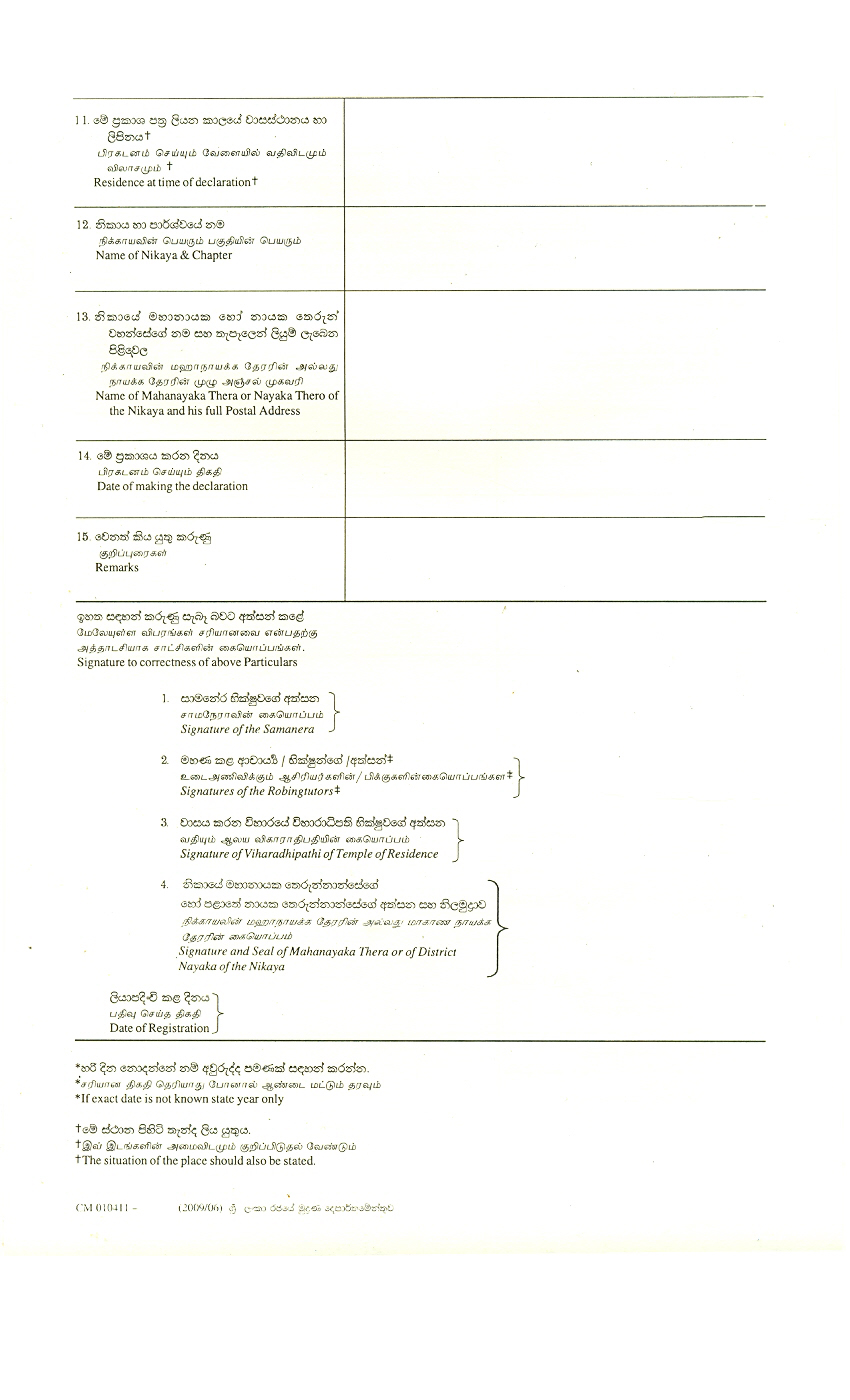 11. මේ ප්‍රකාශ පත්‍ර ලියන කාලයේ වාසස්ථානය හා
ලිපිනය†
பிரகடனம் செய்யும் வேளையில் வதிவிடமும்
விலாசமும் †
Residence at time of declaration†
12. නිකාය හා පාර්ශ්වයේ නම
நிக்காயவின் பெயரும் பகுதியின் பெயரும்
Name of Nikaya & Chapter
13. නිකායේ මහානායක හෝ නායක තෙරුන්
වහන්සේගේ නම සහ තැපෑලෙන් ලියුම් ලැබෙන
පිළිවෙල
நிக்காயவின் மஹாநாயக்க தேரரின் அல்லது
நாயக்க தேரரின் முழு அஞ்சல் முகவரி
Name of Mahanayaka Thera or Nayaka Thero of
the Nikaya and his full Postal Address
14. මේ ප්‍රකාශය කරන දිනය
பிரகடனம் செய்யும் திகதி
Date of making the declaration
15. වෙනත් කිය යුතු කරුණු
குறிப்புரைகள்
Remarks
ඉහත සඳහන් කරුණු සැබෑ බවට අත්සන් කළේ
மேலேயுள்ள விபரங்கள் சரியானவை என்பதற்கு
அத்தாட்சியாக சாட்சிகளின் கையொப்பங்கள்.
Signature to correctness of above Particulars
1. සාමනේර භික්ෂුවගේ අත්සන
சாமநேராவின் கையொப்பம்
Signature of the Samanera
2. මහණ කළ ආචාර්ය්‍ය / භික්ෂුන්ගේ /අත්සන්‡
உடைஅணிவிக்கும் ஆசிரியர்களின்/ பிக்குகளின்கையொப்பங்கள‡
Signatures of the Robingtutors‡
3. වාසය කරන විහාරයේ විහාරාධිපති භික්ෂුවගේ අත්සන
வதியும் ஆலய விகாராதிபதியின் கையொப்பம்
Signature of Viharadhipathi of Temple of Residence
4. නිකායේ මහානායක තෙරුන්නාන්සේගේ
හෝ පළාතේ නායක තෙරුන්නාන්සේගේ අත්සන සහ නිලමුද්‍රාව
நிக்காயவின் மஹாநாயக்க தேரரின் அல்லது மாகாண நாயக்க
தேரரின் கையொப்பம்
Signature and Seal of Mahanayaka Thera or of District
Nayaka of the Nikaya
ලියාපදිංචි කළ දිනය
பதிவு செய்த திகதி
Date of Registration
*හරි දින නොදන්නේ නම් අවුරුද්ද පමණක් සඳහන් කරන්න.
*சரியான திகதி தெரியாது போனால் ஆண்டை மட்டும் தரவும்
*If exact date is not known state year only
†මේ ස්ථාන පිහිටි තැන්ද ලිය යුතුය.
†இவ் இடங்களின் அமைவிடமும் குறிப்பிடுதல் வேண்டும்
†The situation of the place should also be stated.
CM 010411 – (2009/06) ශ්‍රී ලංකා රජයේ මුද්‍රණ දෙපාර්තමේන්තුව